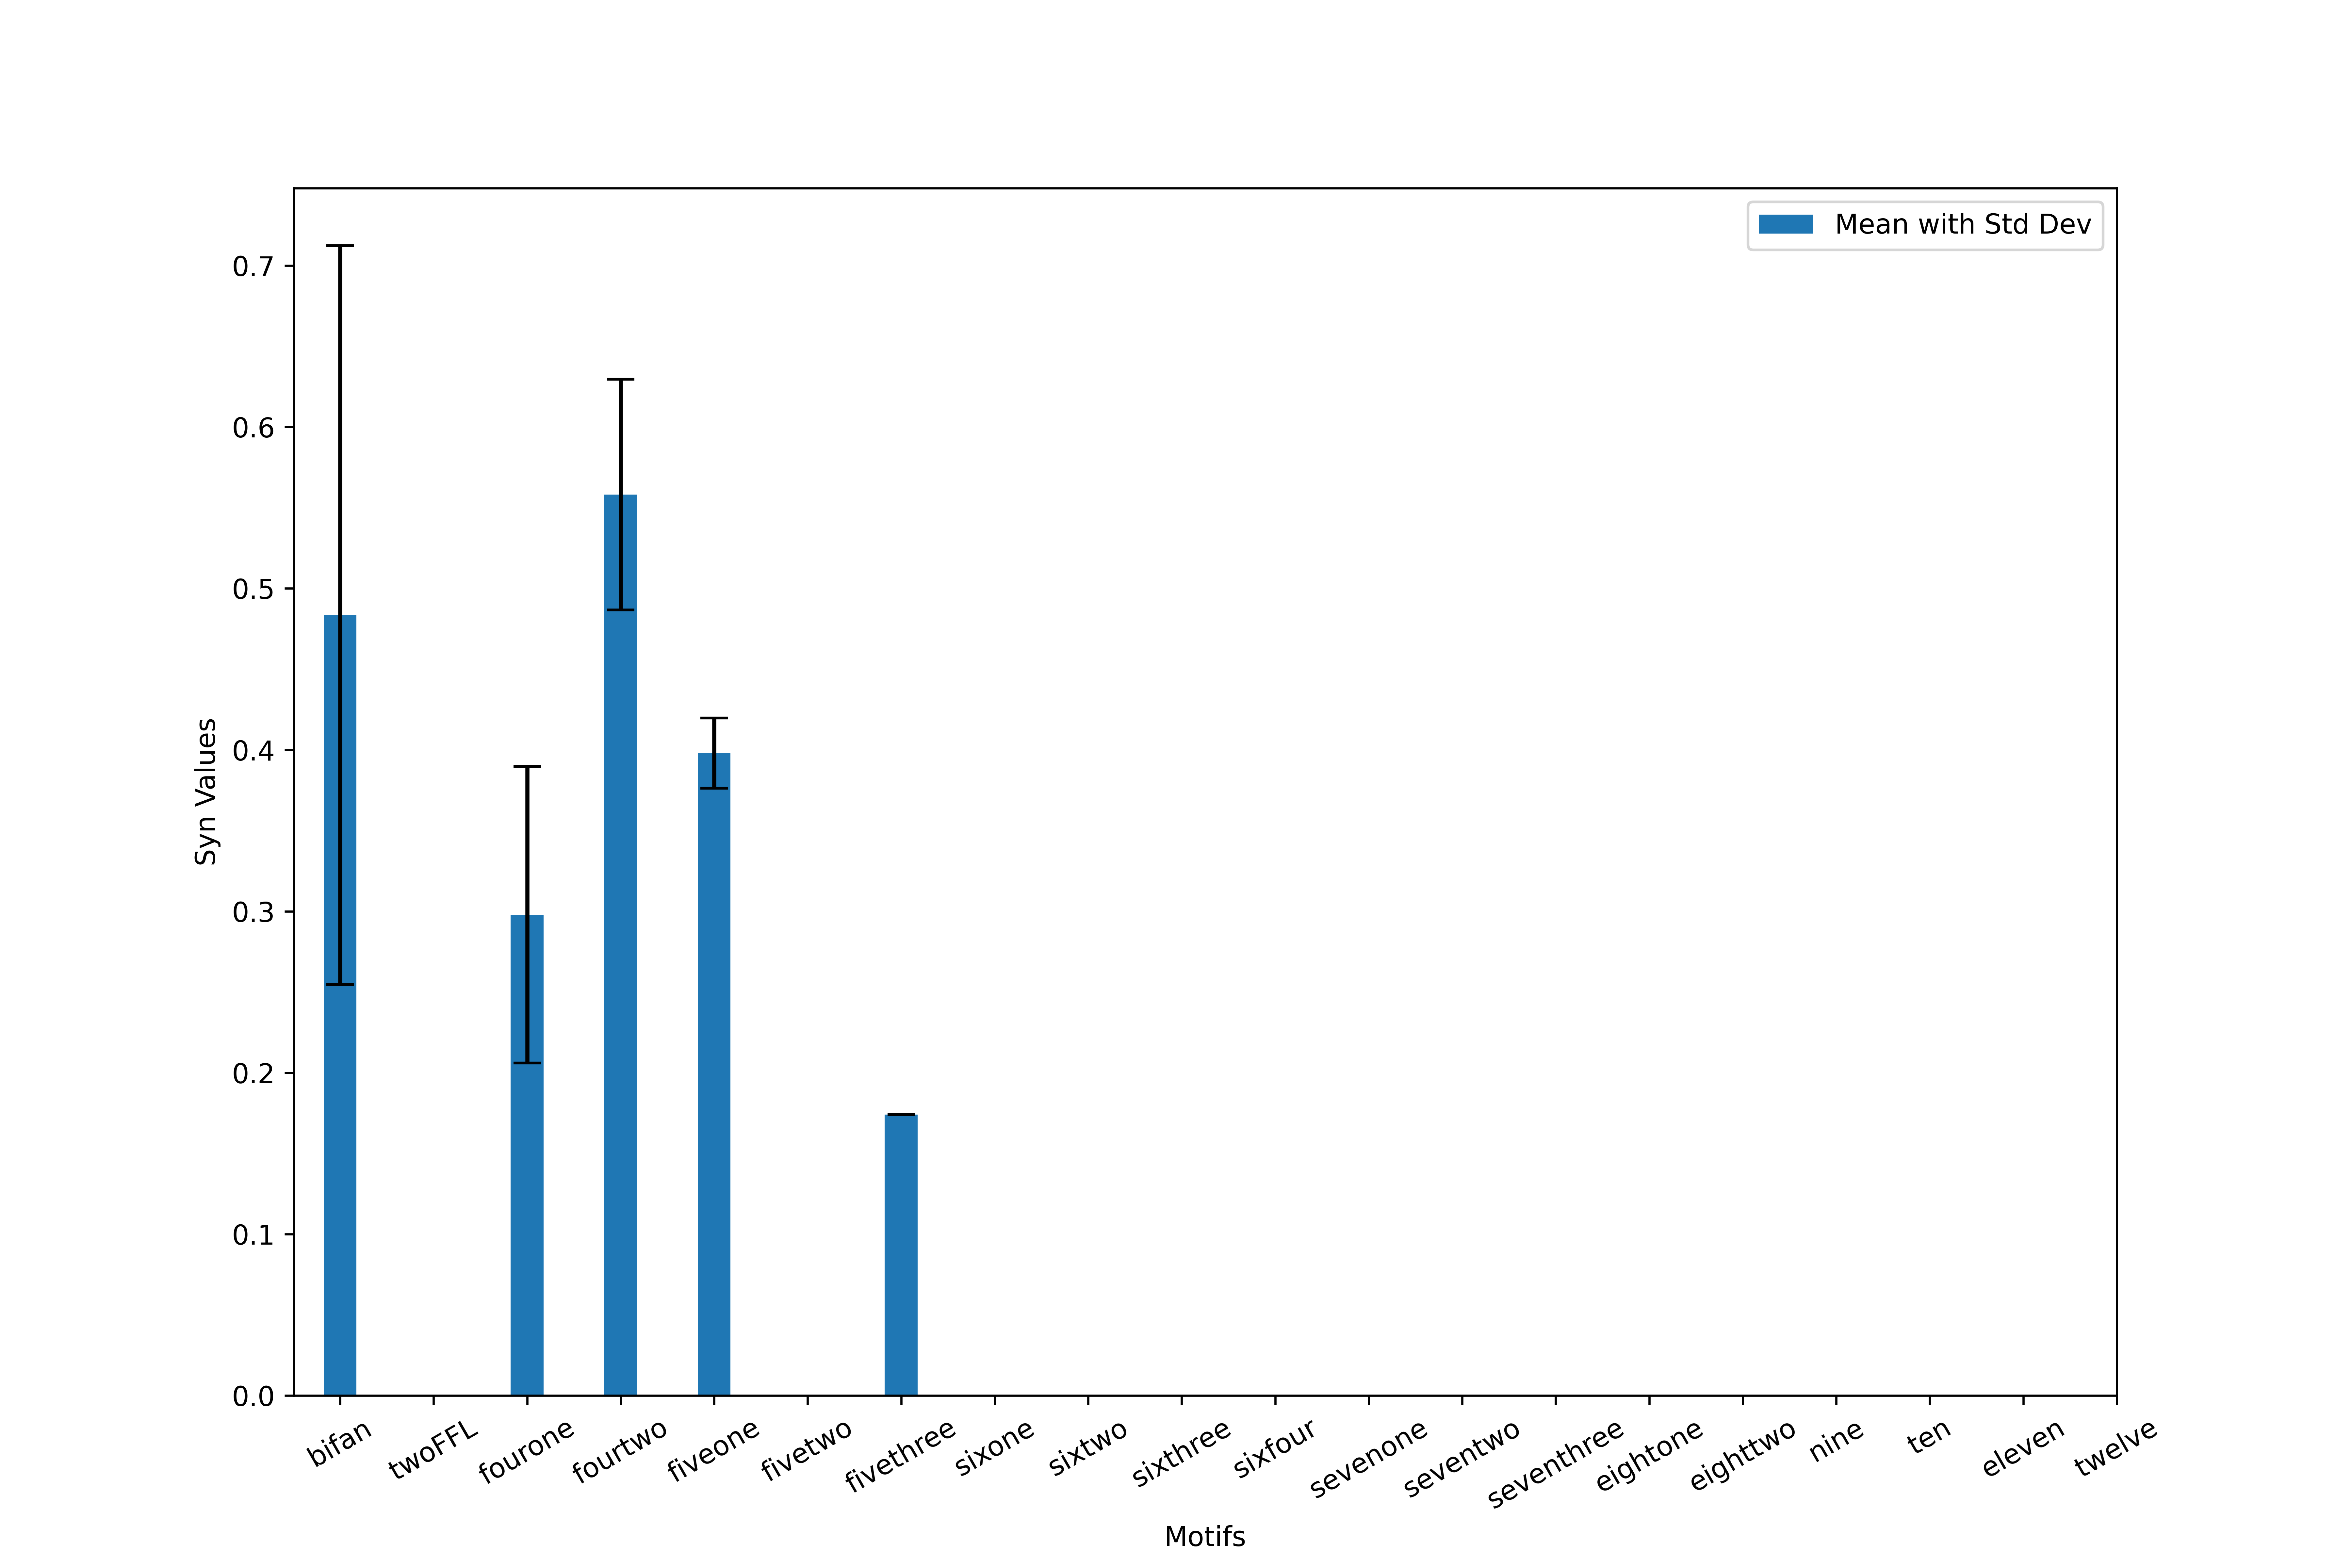 Mean with Std Dev
0.7
0.6
0.5
0.4
0.3
0.2
0.1
0.0
Syn Values
bifan
twoFFL
fourone
fourtwo
fiveone
fivetwo
fivethree
sixone
sixtwo
sixthree
sixfour
sevenone
seventwo
seventhree
eightone
eighttwo
nine
ten
eleven
twelve
Motifs